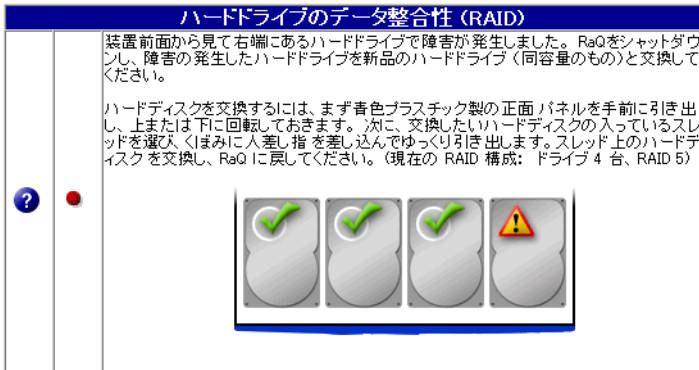 ハードドライブのデータ整合性 (RAID)
装置前面から見て右端にあるハードドライブで障害が発生しました。RaQをシャットダウ
ンし、障害の発生したハードドライブを新品のハードドライブ (同容量のもの)と交換して
ください。
ハードディスクを交換するには、まず青色プラスチック製の正面 パネルを手前に引き出
し、上または下に回転しておきます。次に、交換したいハードディスクの入っているスレ
ッドを選び、くぼみに人差し指 を差し込んでゆっくり引き出します。スレッド上のハードデ
ィスク を交換し、RaQ に戻してください。(現在の RAID 構成: ドライブ 4 台、RAID 5)
?